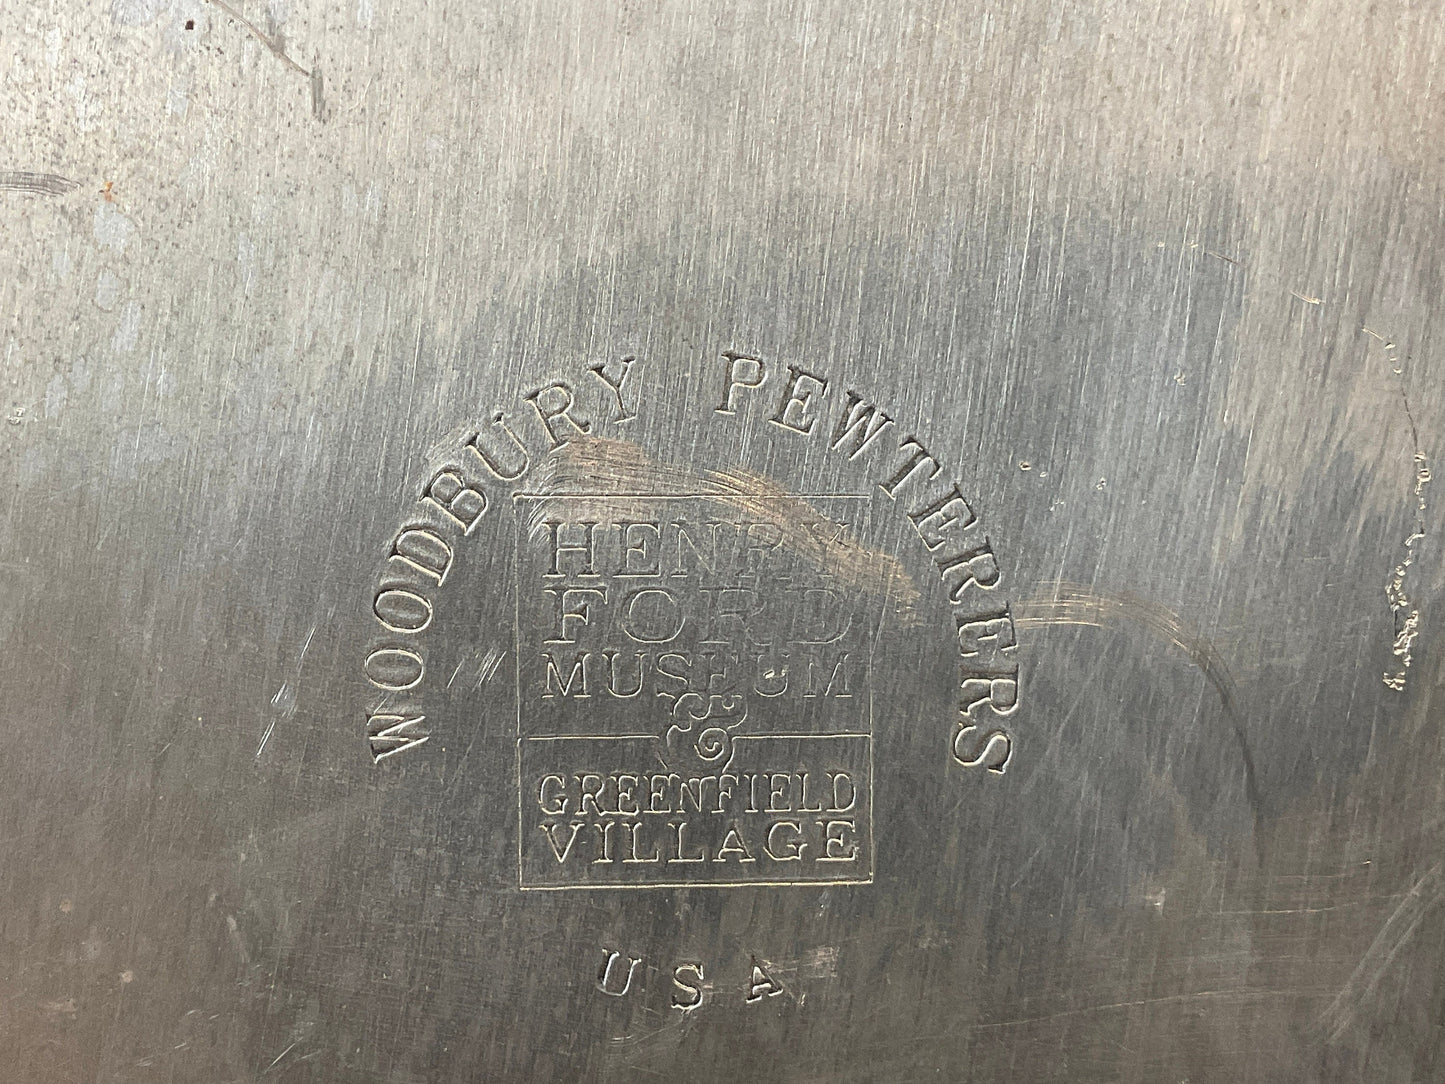 WOODBURY PEWTERERS
HENRY
FORD
MUSEUM
&
GREENFIELD
VILLAGE
USA